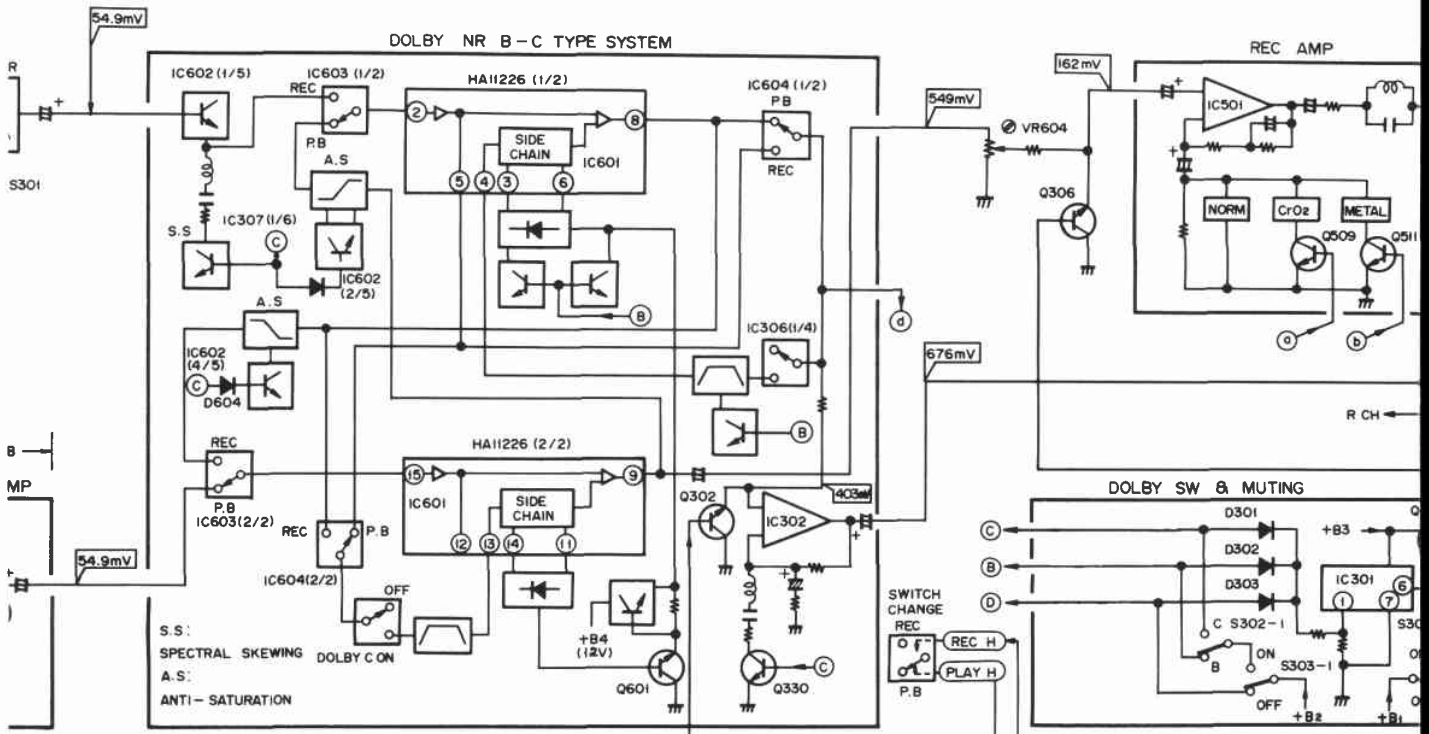 54.9mV
DOLBY NR B-C TYPE SYSTEM
REC AMP
R
S301
IC602 (1/5)
IC603 (1/2)
REC
P.B
HA11226 (1/2)
2
8
SIDE CHAIN
IC601
5
4
3
6
IC604 (1/2)
P.B
REC
549mV
VR604
162mV
IC501
Q306
NORM
CrO2
METAL
Q509
Q511
a
b
A.S
IC307 (1/6)
C
S.S
IC602 (2/5)
B
d
A.S
IC602 (4/5)
C
D604
IC306 (1/4)
B
676mV
R CH
B
MP
REC
P.B
IC603 (2/2)
54.9mV
HA11226 (2/2)
15
9
IC601
SIDE CHAIN
12
13
14
11
REC
P.B
IC604 (2/2)
OFF
DOLBY C ON
+B4
(12V)
Q601
Q302
IC302
403mV
Q330
C
S.S:
SPECTRAL SKEWING
A.S:
ANTI-SATURATION
DOLBY SW & MUTING
C
B
D
D301
D302
D303
+B3
Q
IC301
1
7
6
S30
SWITCH CHANGE
REC
P.B
REC H
PLAY H
C
S302-1
B
ON
S303-1
OFF
+B2
+B1